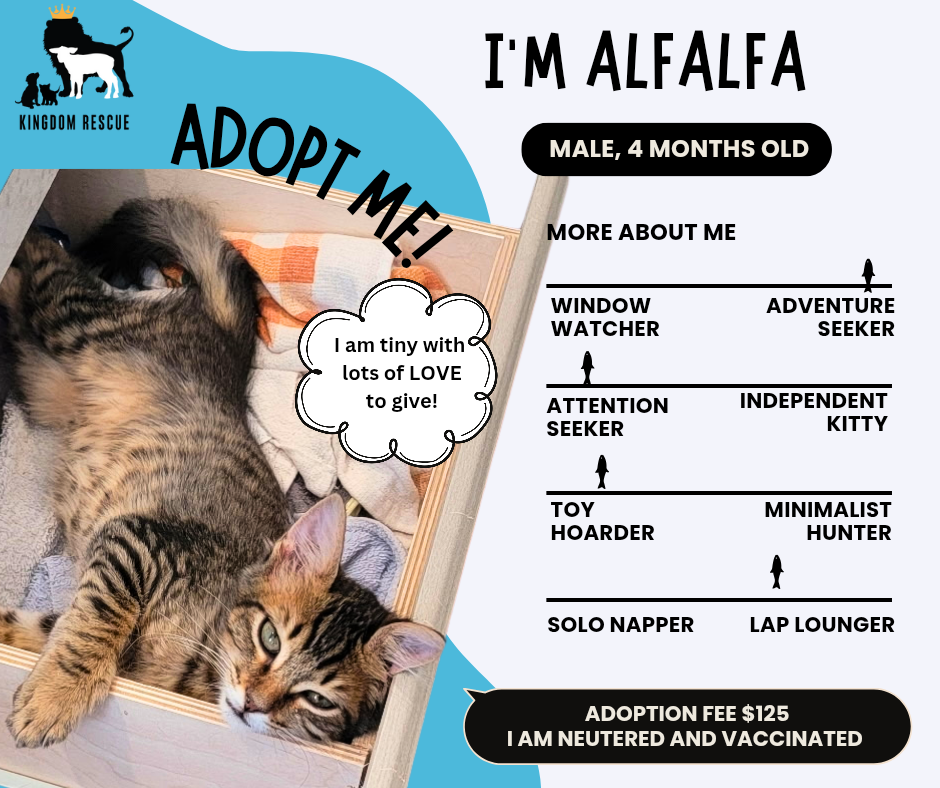 KINGDOM RESCUE
ADOPT ME!
I'M ALFALFA
MALE, 4 MONTHS OLD
I am tiny with
lots of LOVE
to give!
MORE ABOUT ME
WINDOW
WATCHER
ADVENTURE
SEEKER
ATTENTION
SEEKER
INDEPENDENT
KITTY
TOY
HOARDER
MINIMALIST
HUNTER
SOLO NAPPER
LAP LOUNGER
ADOPTION FEE $125
I AM NEUTERED AND VACCINATED